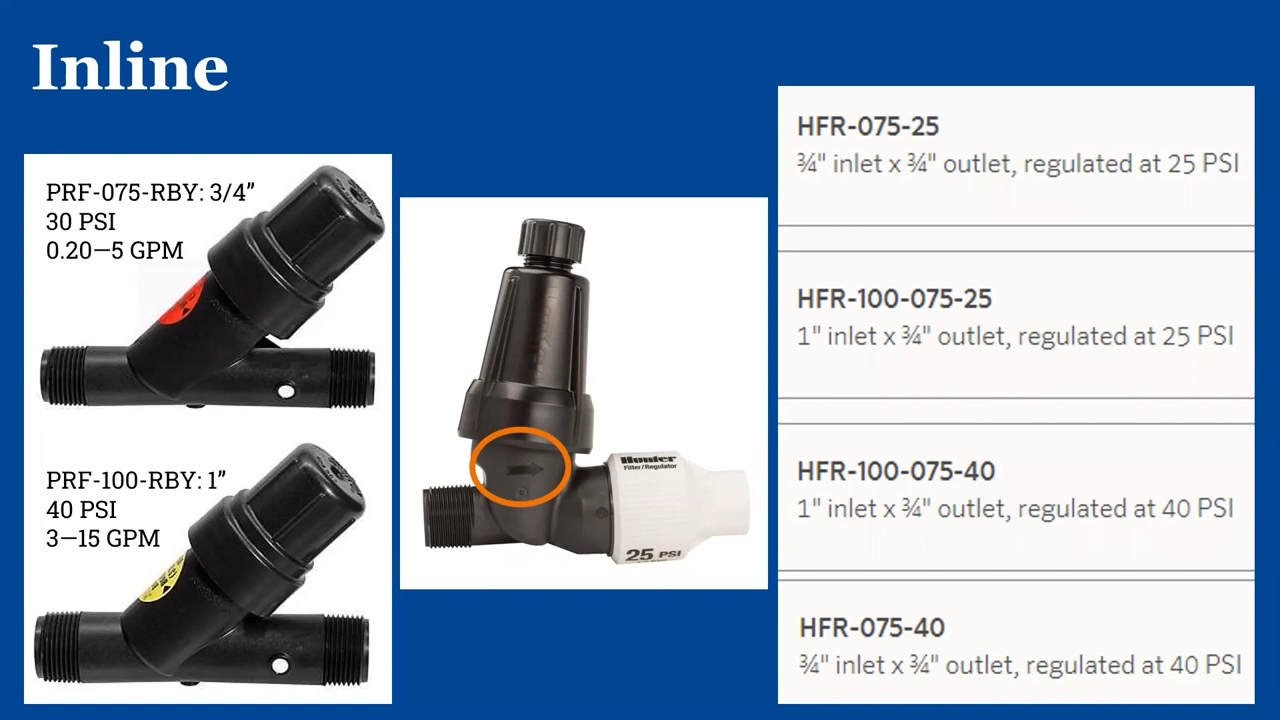 Inline
PRF-075-RBY: 3/4”
30 PSI
0.20—5 GPM
PRF-100-RBY: 1”
40 PSI
3—15 GPM
Hunter
Filter/Regulator
25 PSI
HFR-075-25
¾" inlet x ¾" outlet, regulated at 25 PSI
HFR-100-075-25
1" inlet x ¾" outlet, regulated at 25 PSI
HFR-100-075-40
1" inlet x ¾" outlet, regulated at 40 PSI
HFR-075-40
¾" inlet x ¾" outlet, regulated at 40 PSI